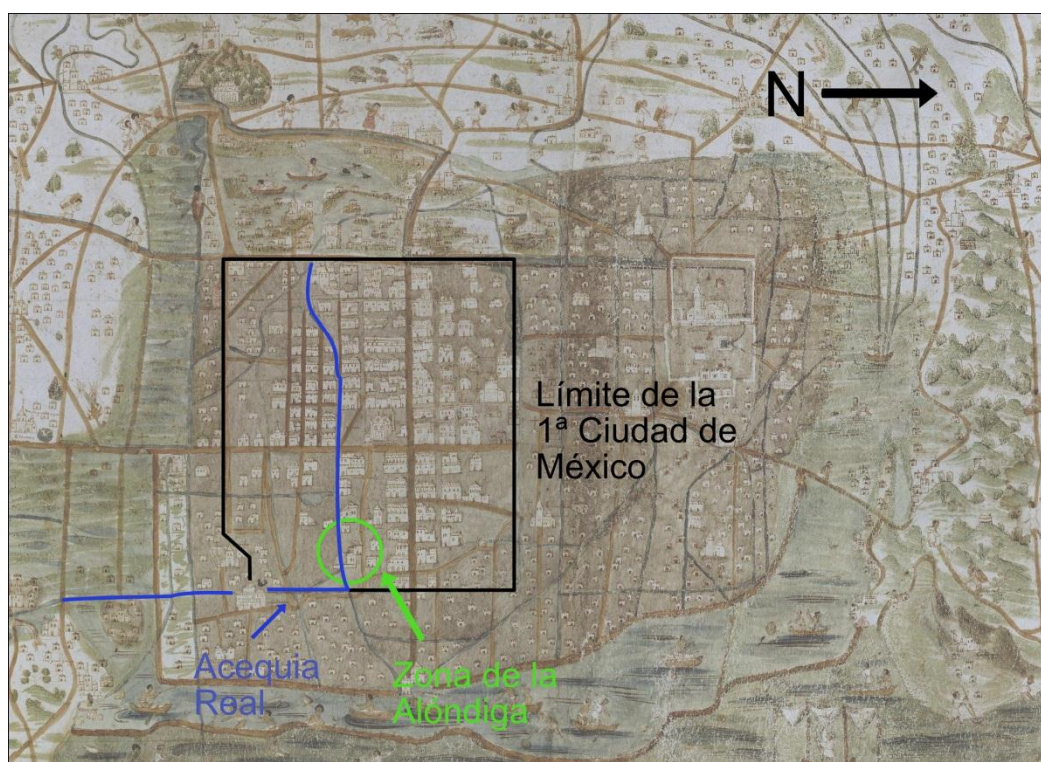 N
Límite de la
1ª Ciudad de
México
Acequia
Real
Zona de la
Alóndiga